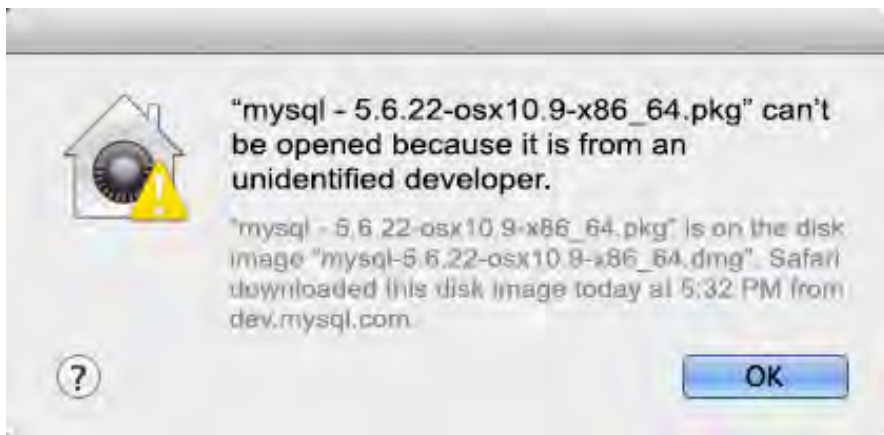 “mysql - 5.6.22-osx10.9-x86_64.pkg” can’t
be opened because it is from an
unidentified developer.
“mysql - 5.6.22-osx10.9-x86_64.pkg” is on the disk
image “mysql-5.6.22-osx10.9-x86_64.dmg”. Safari
downloaded this disk image today at 5:32 PM from
dev.mysql.com.
?
OK